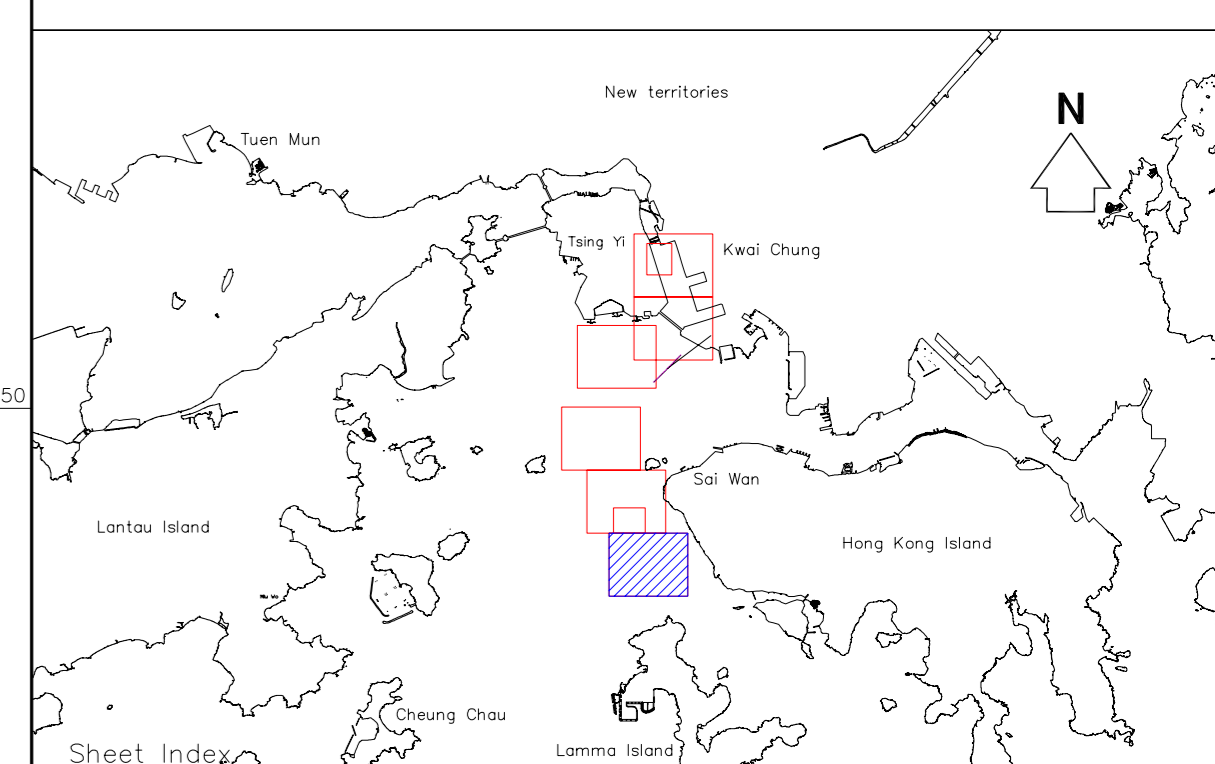 New territories
N
Tuen Mun
Tsing Yi
Kwai Chung
50
Sai Wan
Lantau Island
Hong Kong Island
Cheung Chau
Sheet Index
Lamma Island